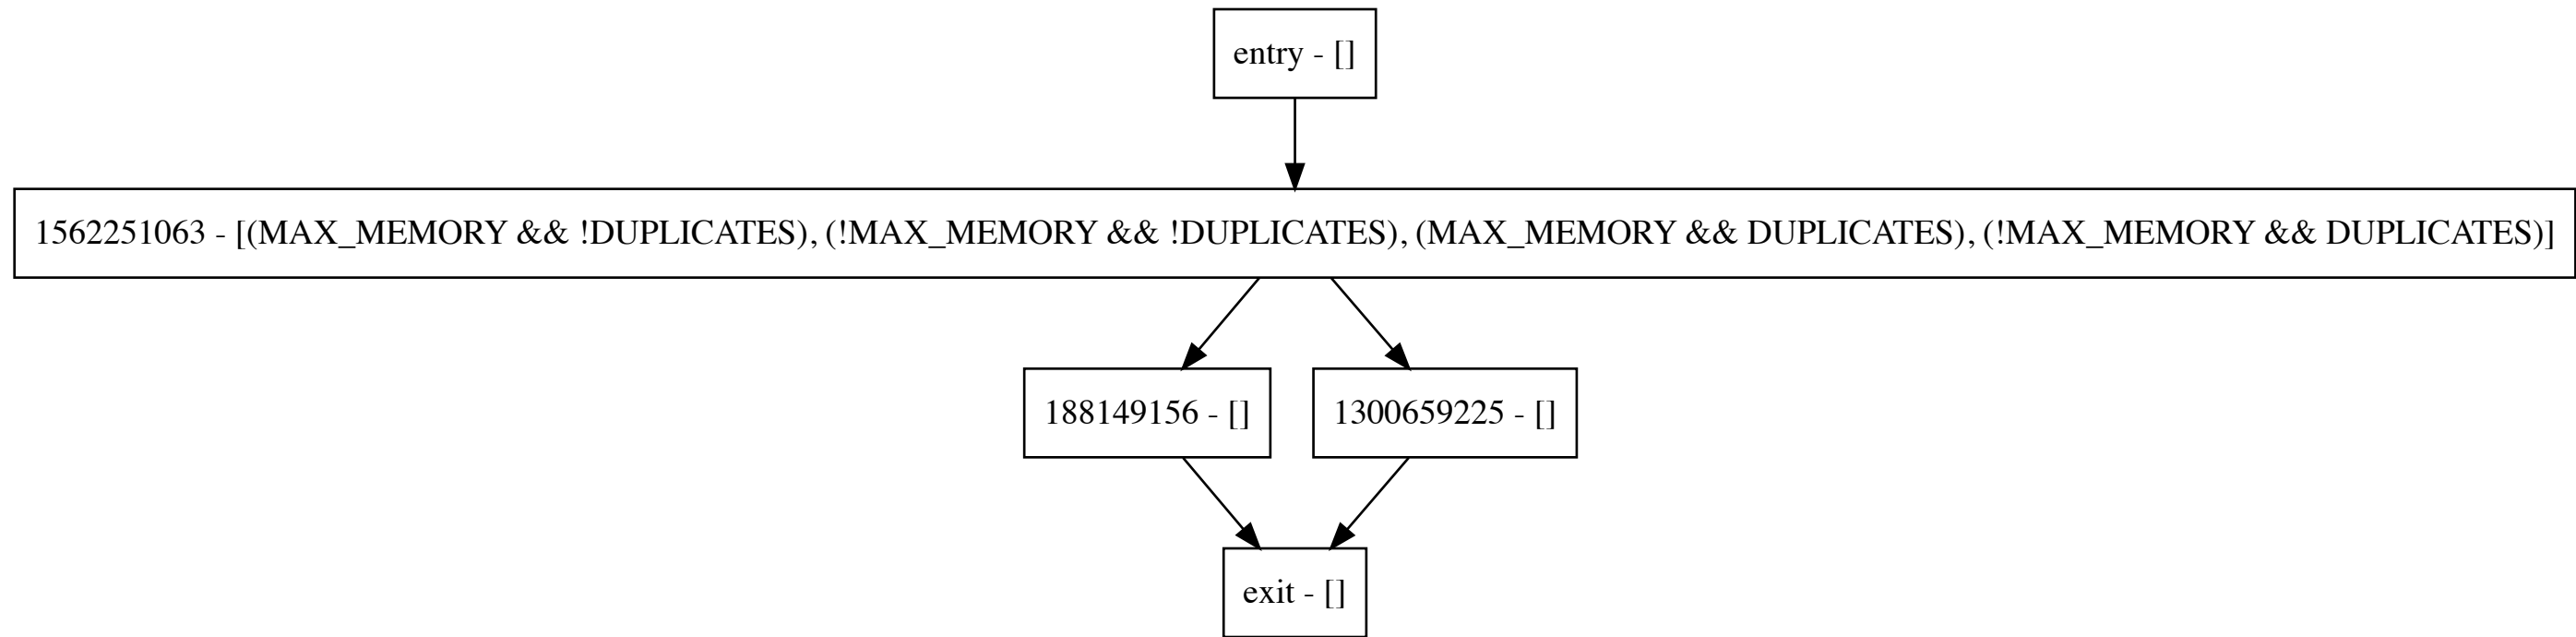 entry - []
1562251063 - [(MAX_MEMORY && !DUPLICATES), (!MAX_MEMORY && !DUPLICATES), (MAX_MEMORY && DUPLICATES), (!MAX_MEMORY && DUPLICATES)]
188149156 - []
1300659225 - []
exit - []